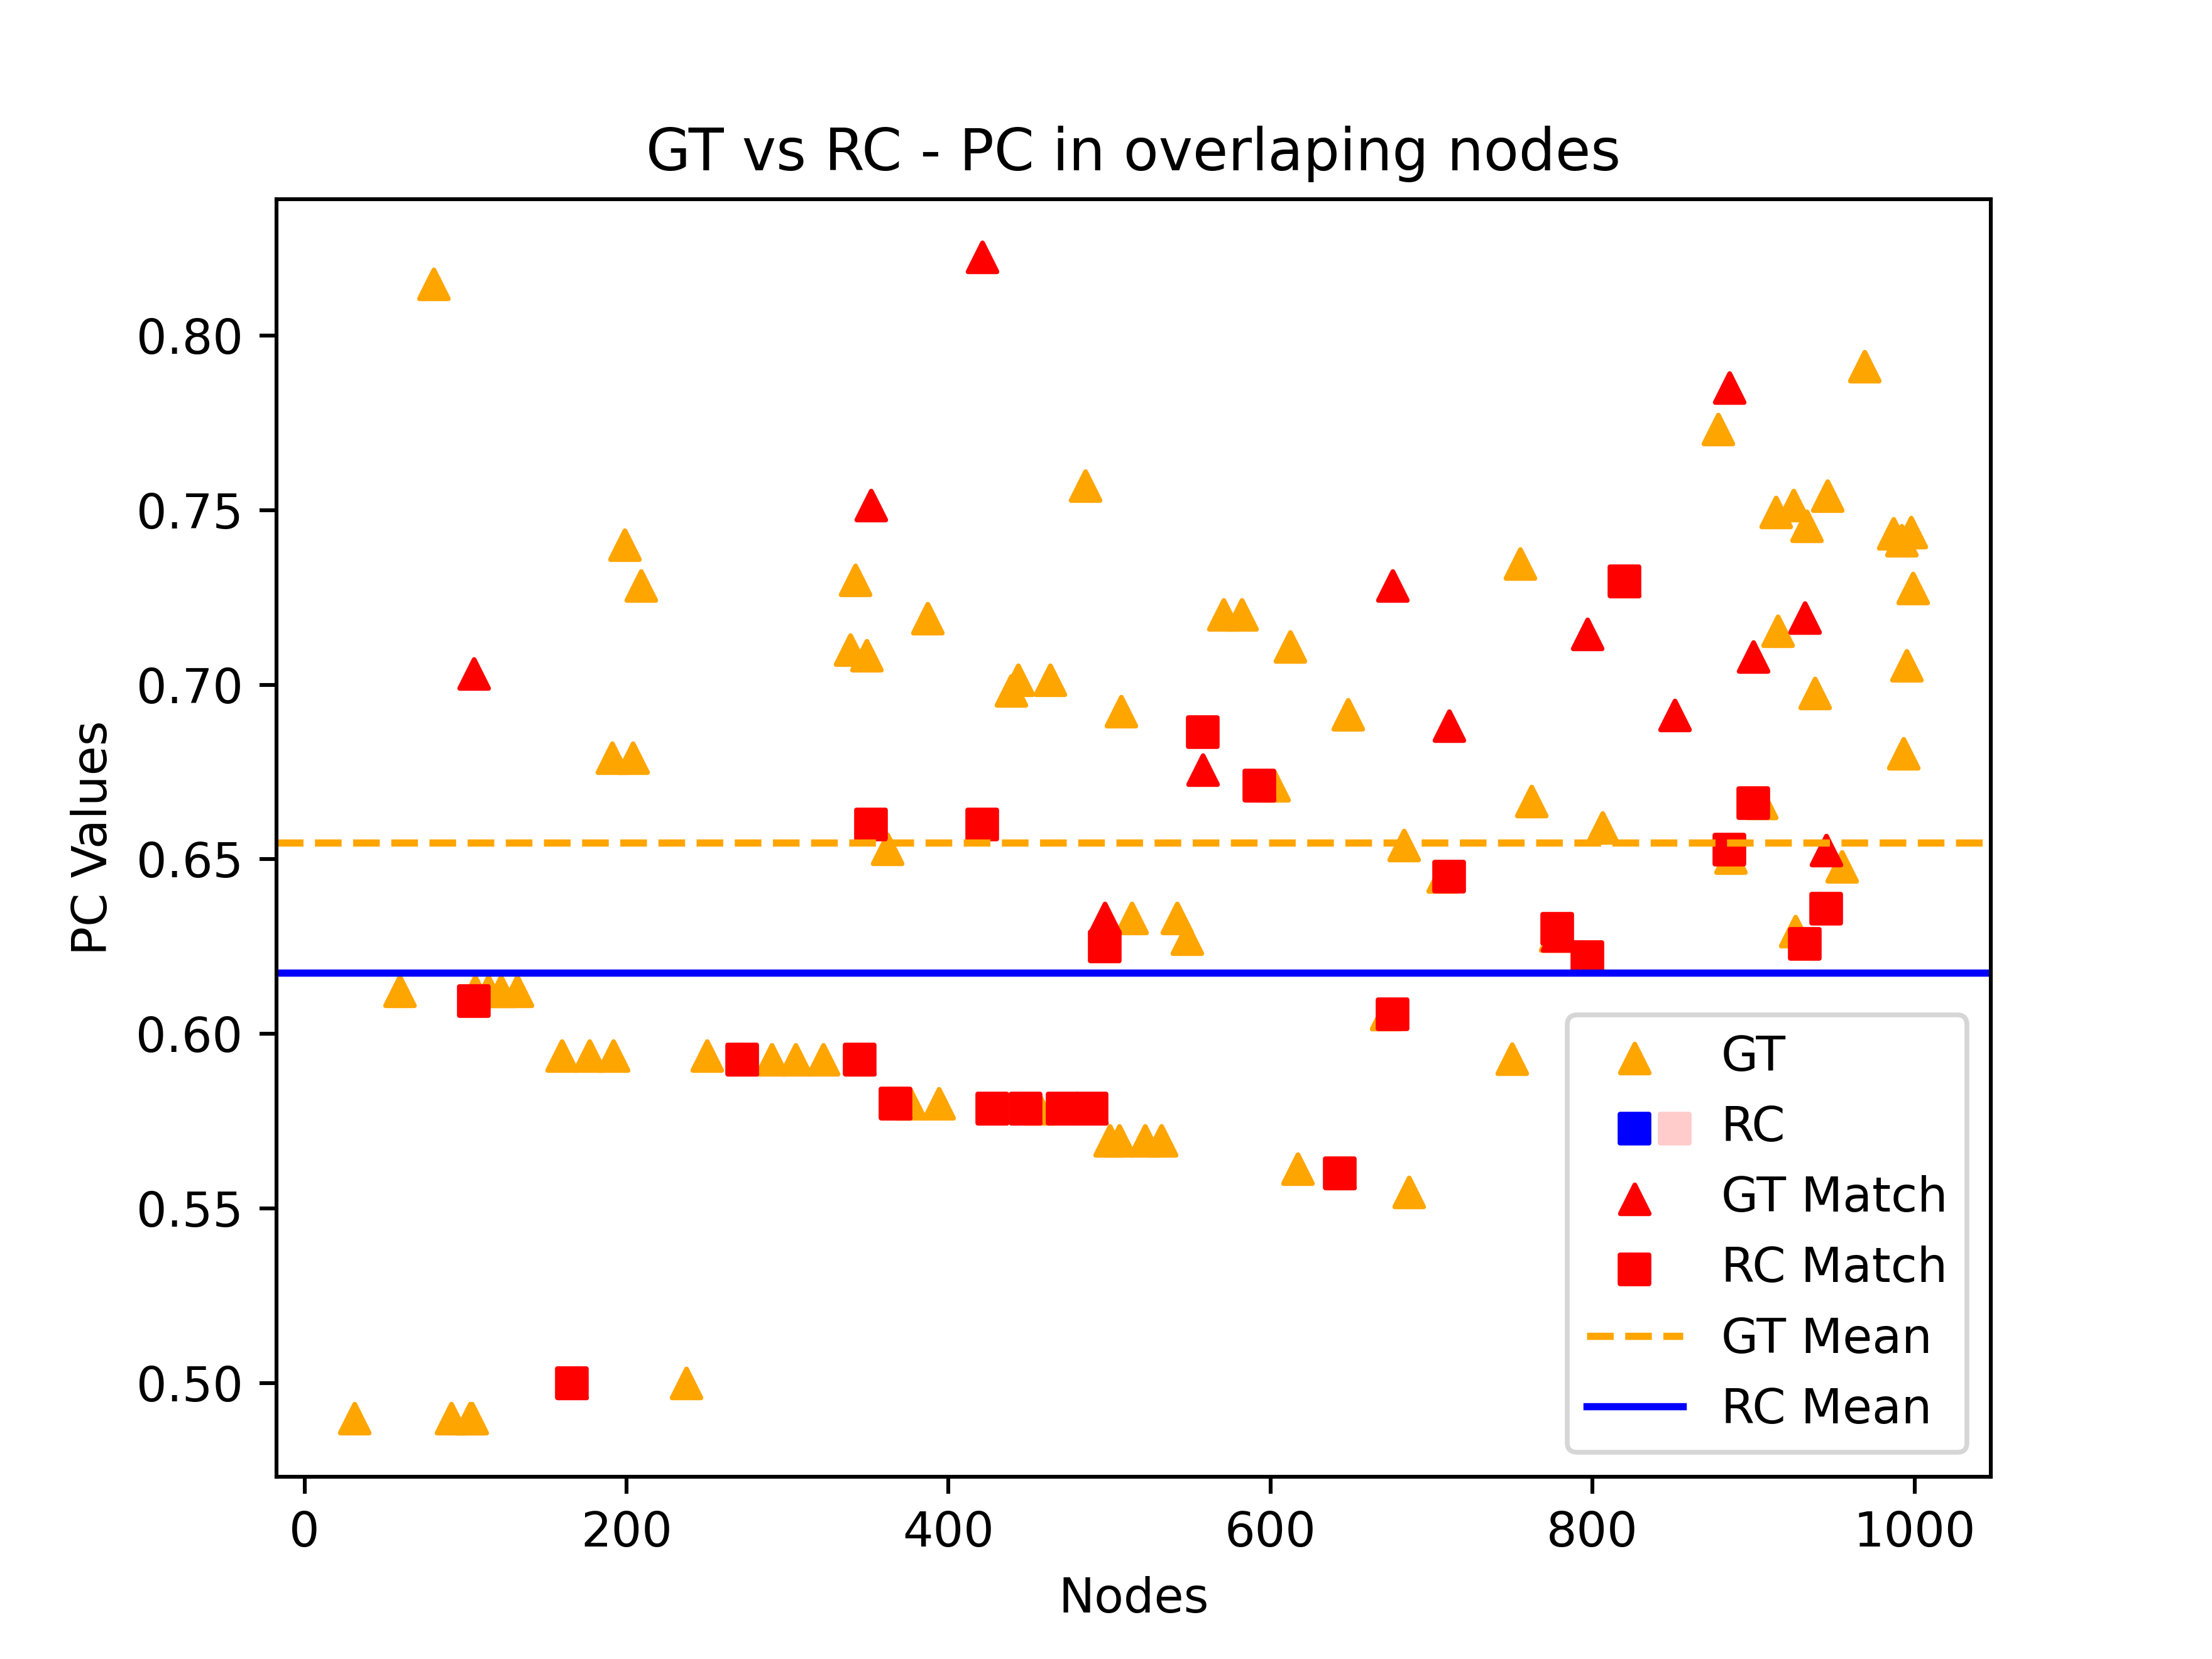 GT vs RC - PC in overlaping nodes
PC Values
0.80
0.75
0.70
0.65
0.60
0.55
0.50
GT
RC
GT Match
RC Match
GT Mean
RC Mean
0
200
400
600
800
1000
Nodes